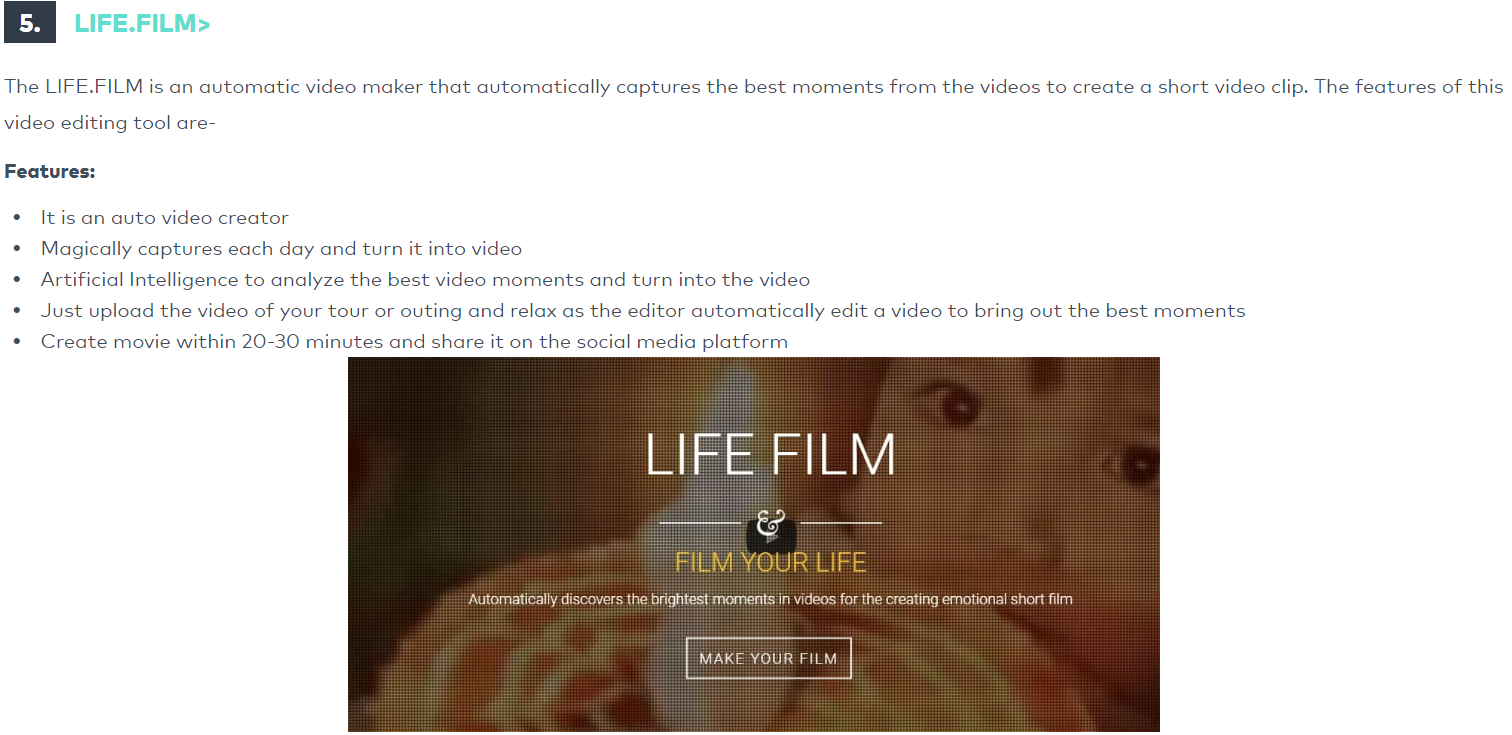 5. LIFE.FILM>
The LIFE.FILM is an automatic video maker that automatically captures the best moments from the videos to create a short video clip. The features of this
video editing tool are-
Features:
• It is an auto video creator
• Magically captures each day and turn it into video
• Artificial Intelligence to analyze the best video moments and turn into the video
• Just upload the video of your tour or outing and relax as the editor automatically edit a video to bring out the best moments
• Create movie within 20-30 minutes and share it on the social media platform
LIFE FILM
&
FILM YOUR LIFE
Automatically discovers the brightest moments in videos for the creating emotional short film
MAKE YOUR FILM